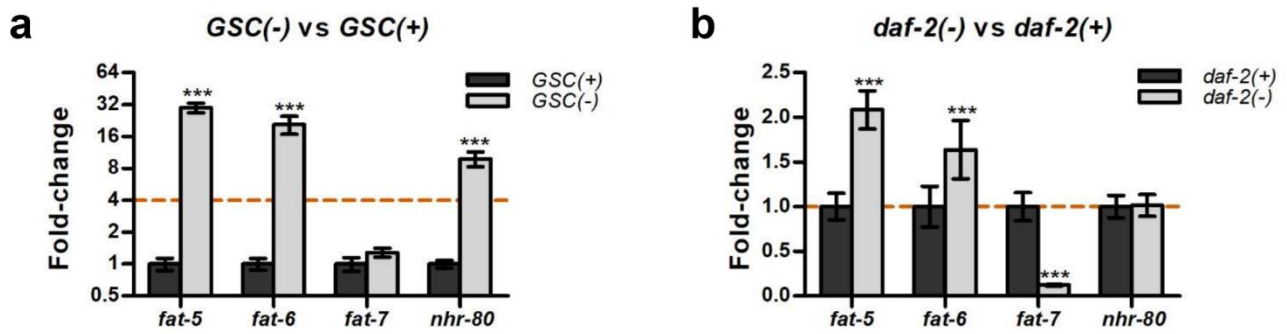 a
GSC(-) vs GSC(+)
Fold-change
64
32
16
8
4
2
1
0.5
***
***
***
GSC(+)
GSC(-)
fat-5 fat-6 fat-7 nhr-80
b
daf-2(-) vs daf-2(+)
Fold-change
2.5
2.0
1.5
1.0
0.5
0.0
***
***
***
daf-2(+)
daf-2(-)
fat-5 fat-6 fat-7 nhr-80